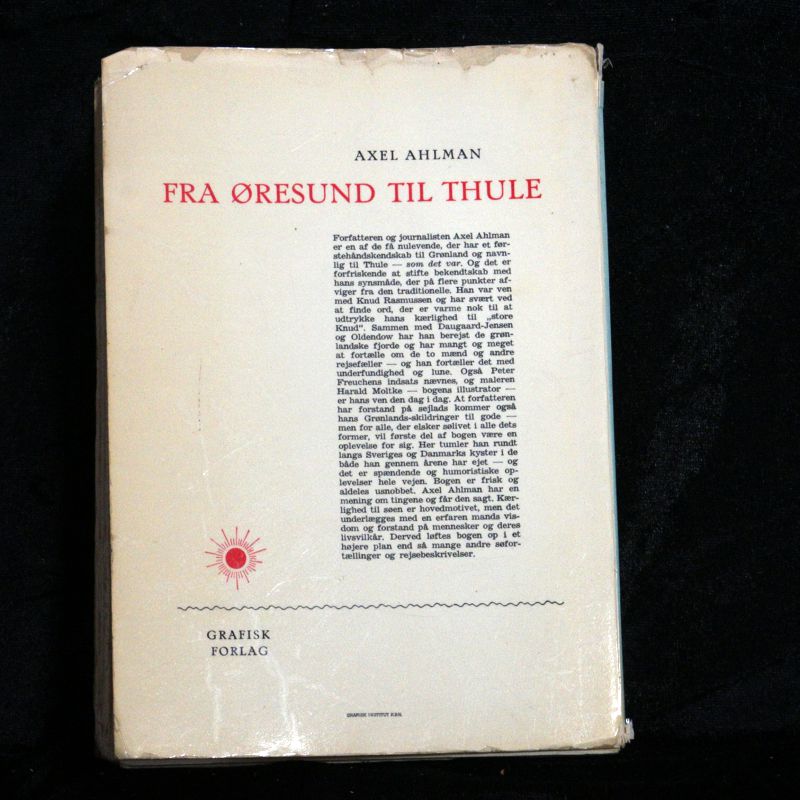 AXEL AHLMAN
FRA ØRESUND TIL THULE
Forfatteren og journalisten Axel Ahlman
er en af de få nulevende, der har et før-
stehåndskendskab til Grønland og navn-
lig til Thule — som det var. Og det er
forfriskende at stifte bekendtskab med
hans synsmåde, der på flere punkter af-
viger fra den traditionelle. Han var ven
med Knud Rasmussen og har svært ved
at finde ord, der er varme nok til at
udtrykke hans kærlighed til „store
Knud". Sammen med Daugaard-Jensen
og Oldendow har han berejst de grøn-
landske fjorde og har mangt og meget
at fortælle om de to mænd og andre
rejsefæller — og han fortæller det med
underfundighed og lune. Også Peter
Freuchens indsats nævnes, og maleren
Harald Moltke — bogens illustrator —
er hans ven den dag i dag. At forfatteren
har forstand på sejlads kommer også
hans Grønlands-skildringer til gode —
men for alle, der elsker sølivet i alle dets
former, vil første del af bogen være en
oplevelse for sig. Her tumler han rundt
langs Sveriges og Danmarks kyster i de
både han gennem årene har ejet — og
det er spændende og humoristiske op-
levelser hele vejen. Bogen er frisk og
aldeles usnobbet. Axel Ahlman har en
mening om tingene og får den sagt. Kær-
lighed til søen er hovedmotivet, men det
underlægges med en erfaren mands vis-
dom og forstand på mennesker og deres
livsvilkår. Derved løftes bogen op i et
højere plan end så mange andre søfor-
tællinger og rejsebeskrivelser.
GRAFISK
FORLAG
GRAFISK INSTITUT KBH.